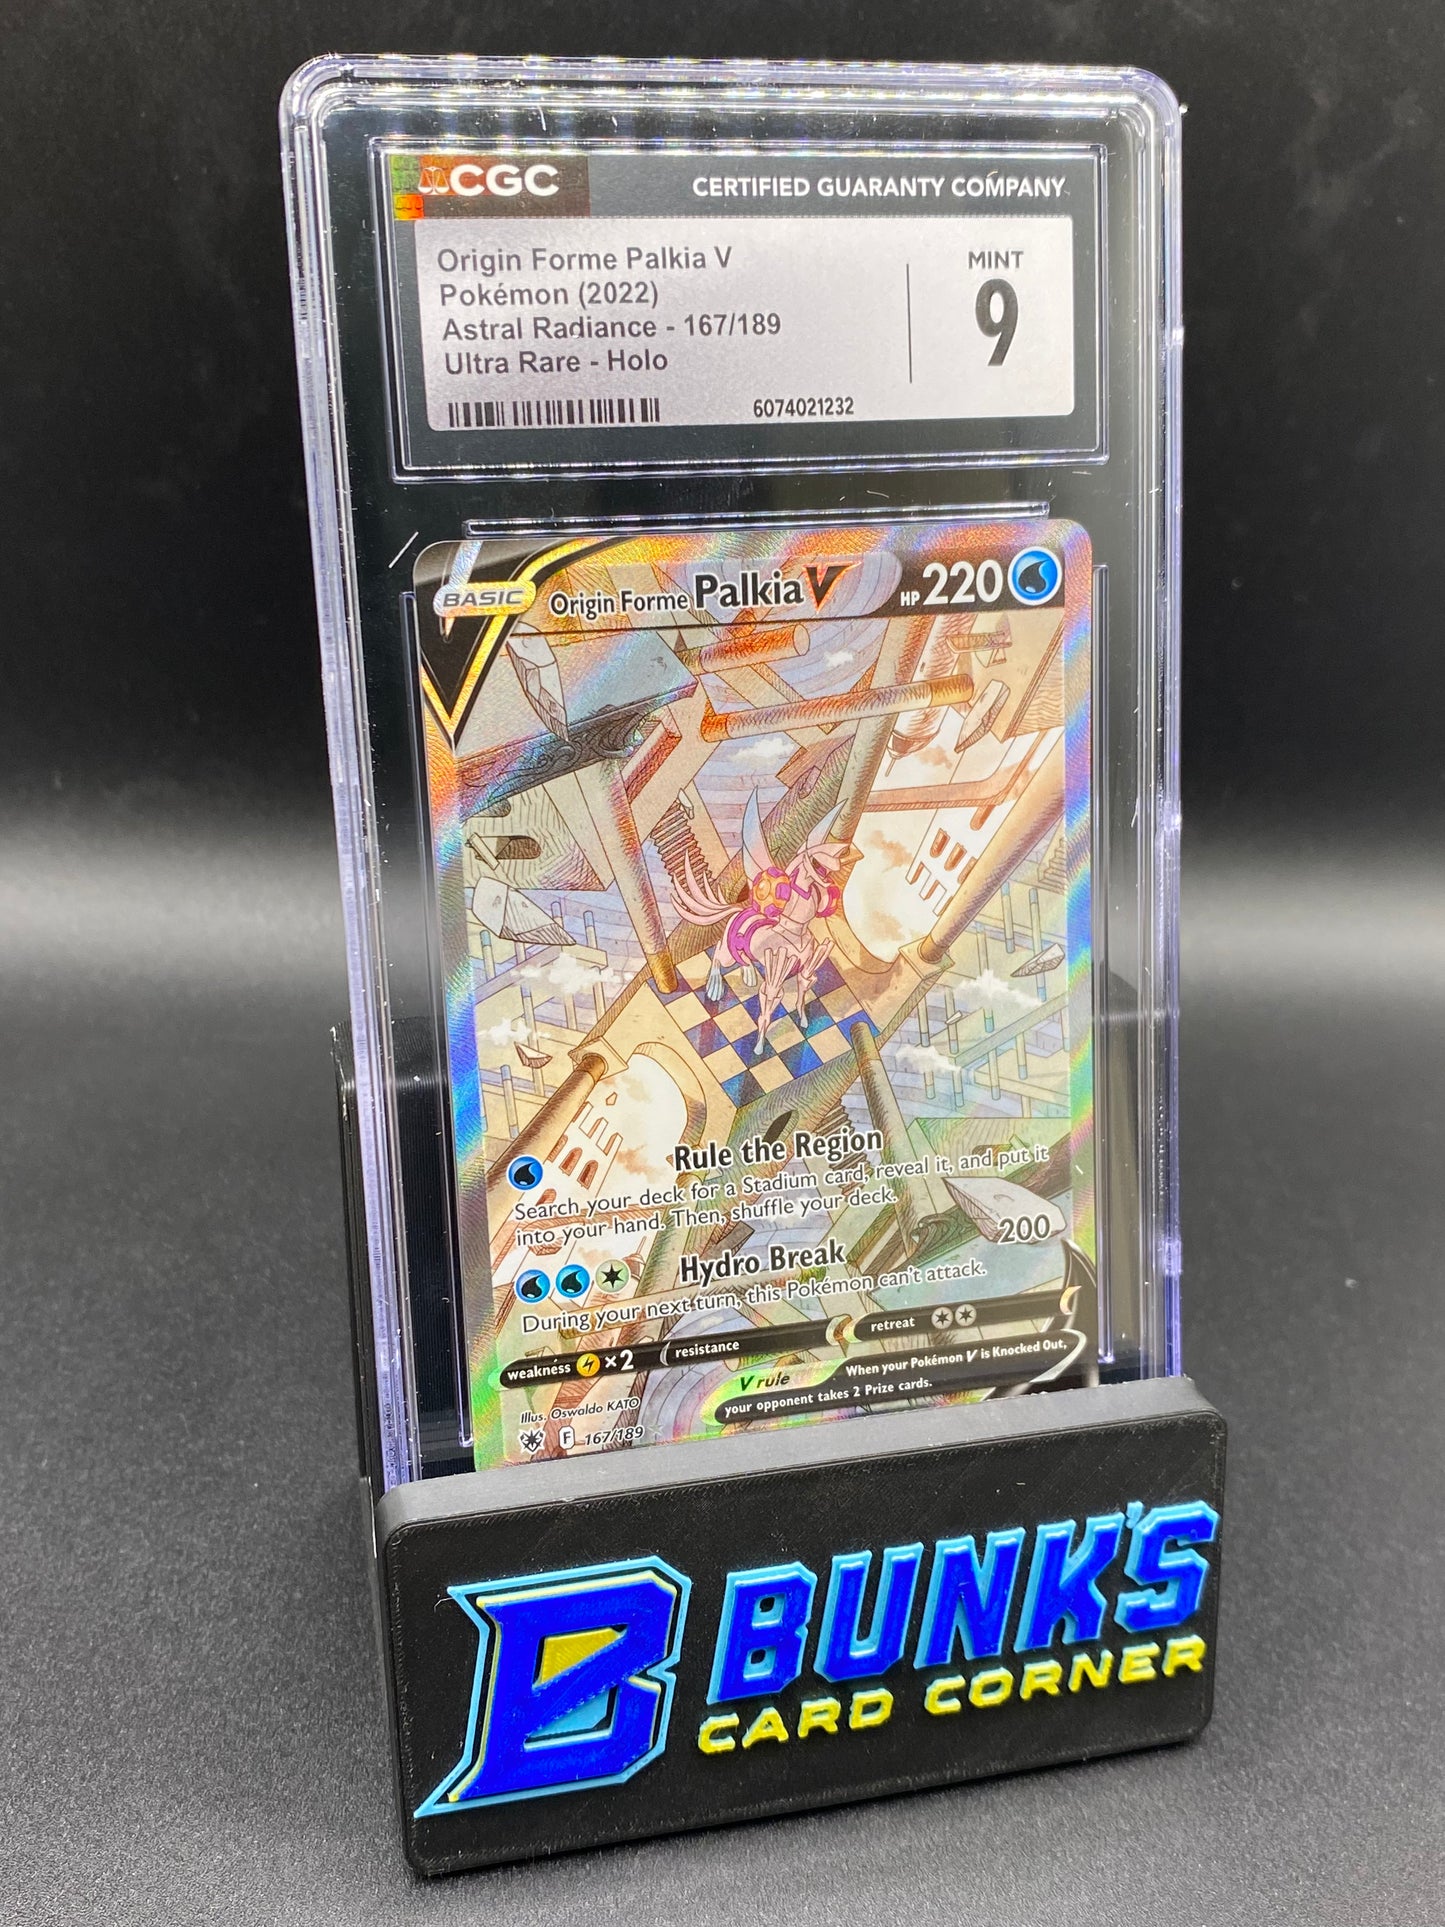 CGC
CERTIFIED GUARANTY COMPANY
Origin Forme Palkia V
Pokémon (2022)
Astral Radiance - 167/189
Ultra Rare - Holo
MINT
9
6074021232
BASIC
Origin Forme Palkia V
HP 220
Rule the Region
Search your deck for a Stadium card, reveal it, and put it
into your hand. Then, shuffle your deck.
Hydro Break 200
During your next turn, this Pokémon can't attack.
weakness ×2 resistance retreat
V rule When your Pokémon V is Knocked Out,
your opponent takes 2 Prize cards.
Illus. Oswaldo KATO
F 167/189
B BUNK'S
CARD CORNER